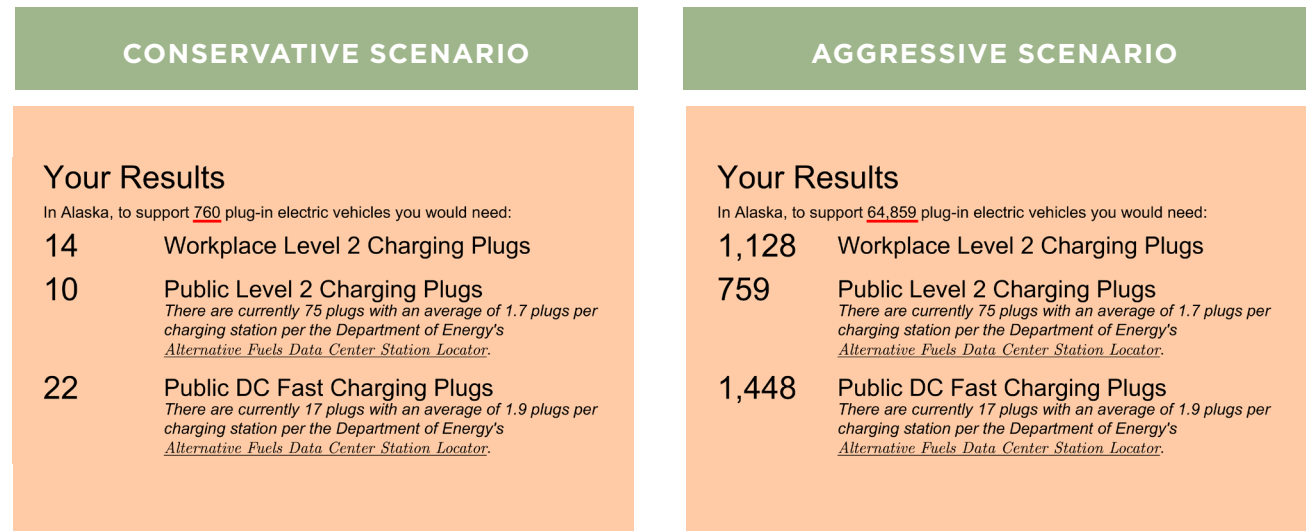 CONSERVATIVE SCENARIO
Your Results
In Alaska, to support 760 plug-in electric vehicles you would need:
14 Workplace Level 2 Charging Plugs
10 Public Level 2 Charging Plugs
There are currently 75 plugs with an average of 1.7 plugs per
charging station per the Department of Energy's
Alternative Fuels Data Center Station Locator.
22 Public DC Fast Charging Plugs
There are currently 17 plugs with an average of 1.9 plugs per
charging station per the Department of Energy's
Alternative Fuels Data Center Station Locator.
AGGRESSIVE SCENARIO
Your Results
In Alaska, to support 64,859 plug-in electric vehicles you would need:
1,128 Workplace Level 2 Charging Plugs
759 Public Level 2 Charging Plugs
There are currently 75 plugs with an average of 1.7 plugs per
charging station per the Department of Energy's
Alternative Fuels Data Center Station Locator.
1,448 Public DC Fast Charging Plugs
There are currently 17 plugs with an average of 1.9 plugs per
charging station per the Department of Energy's
Alternative Fuels Data Center Station Locator.